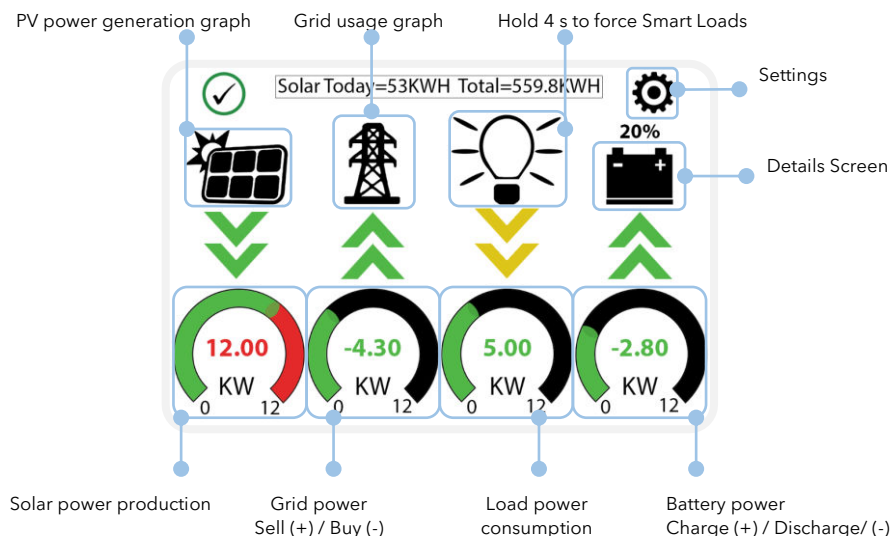 PV power generation graph
Grid usage graph
Hold 4 s to force Smart Loads
Settings
Solar Today=53KWH Total=559.8KWH
20%
- +
Details Screen
12.00
KW
0 12
-4.30
KW
0 12
5.00
KW
0 12
-2.80
KW
0 12
Solar power production
Grid power
Sell (+) / Buy (-)
Load power
consumption
Battery power
Charge (+) / Discharge/ (-)